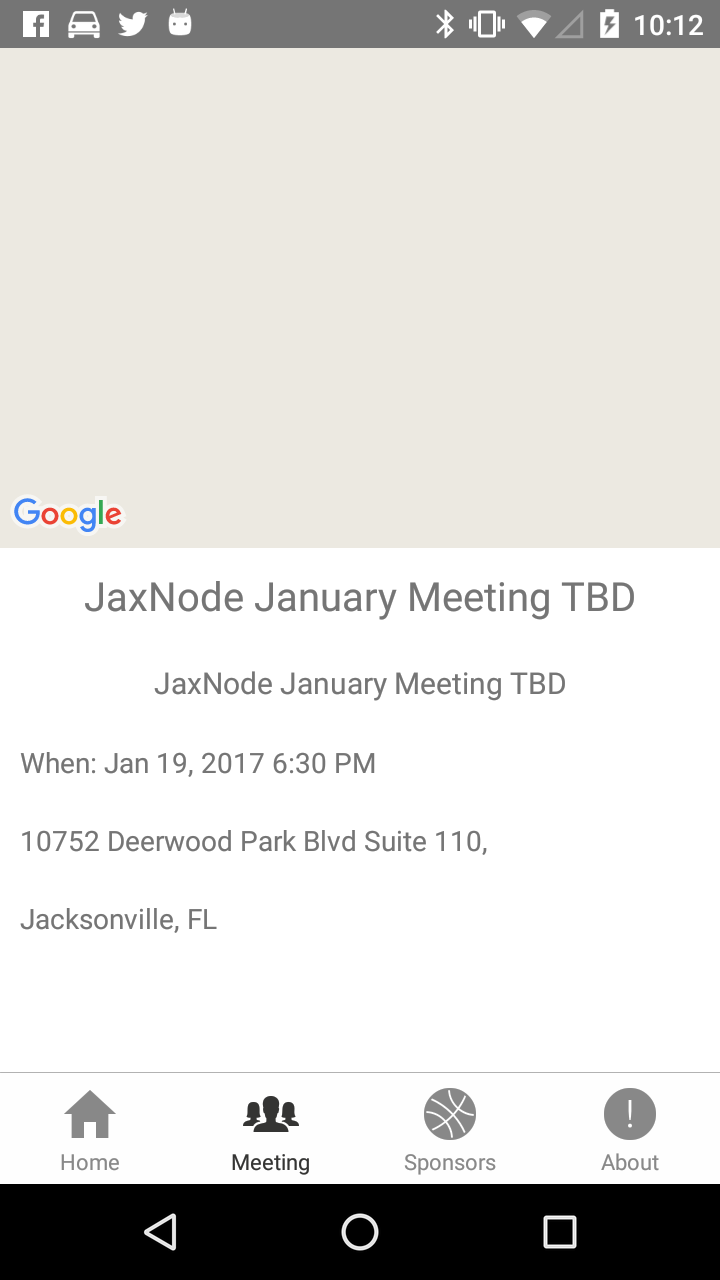 10:12
Google
JaxNode January Meeting TBD
JaxNode January Meeting TBD
When: Jan 19, 2017 6:30 PM
10752 Deerwood Park Blvd Suite 110,
Jacksonville, FL
Home Meeting Sponsors About